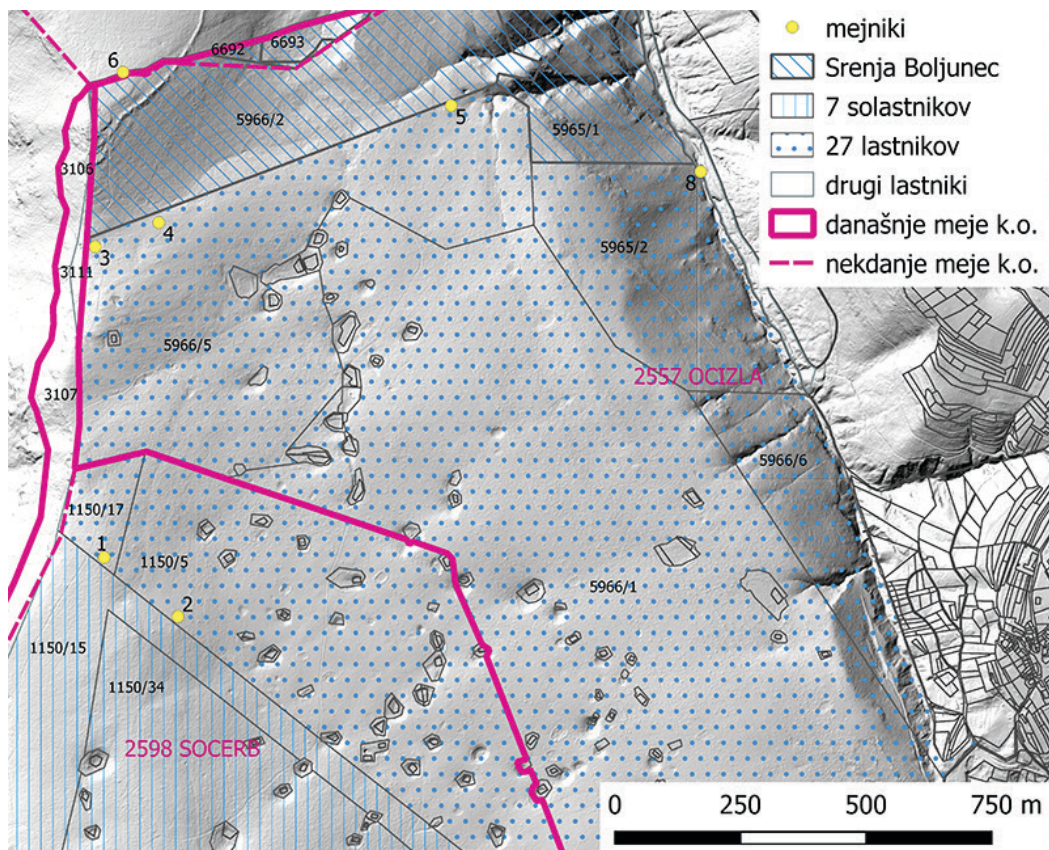 mejniki
Srenja Boljunec
7 solastnikov
27 lastnikov
drugi lastniki
današnje meje k.o.
nekdanje meje k.o.
6692
6693
6
5966/2
5
5965/1
8
3106
4
3
3111
5965/2
5966/5
2557 OCIZLA
3107
5966/6
1150/17
1
1150/5
5966/1
2
1150/15
1150/34
2598 SOCERB
0
250
500
750 m